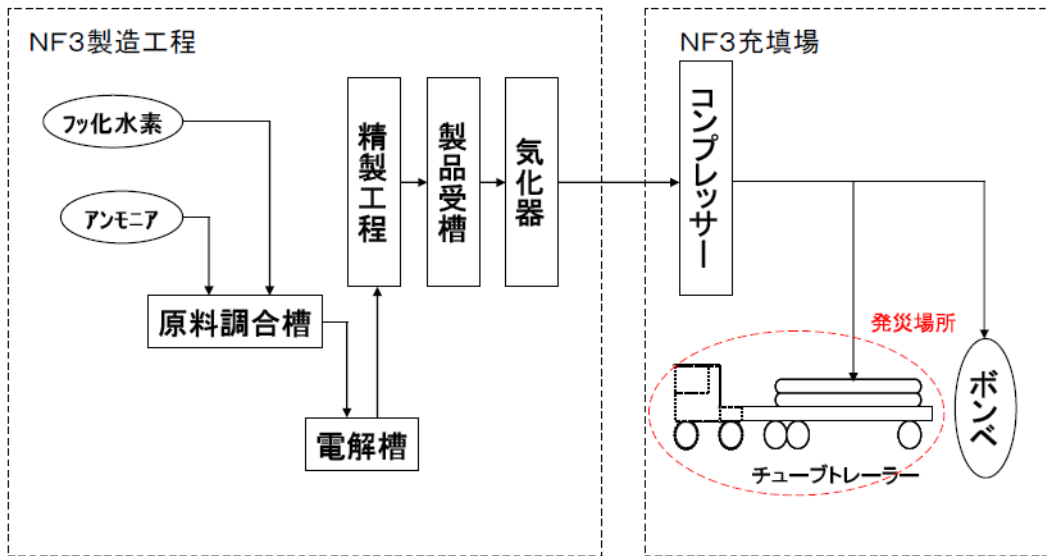 NF3製造工程
フッ化水素
アンモニア
原料調合槽
電解槽
精製工程
製品受槽
気化器
NF3充填場
コンプレッサー
発災場所
チューブトレーラー
ボンベ